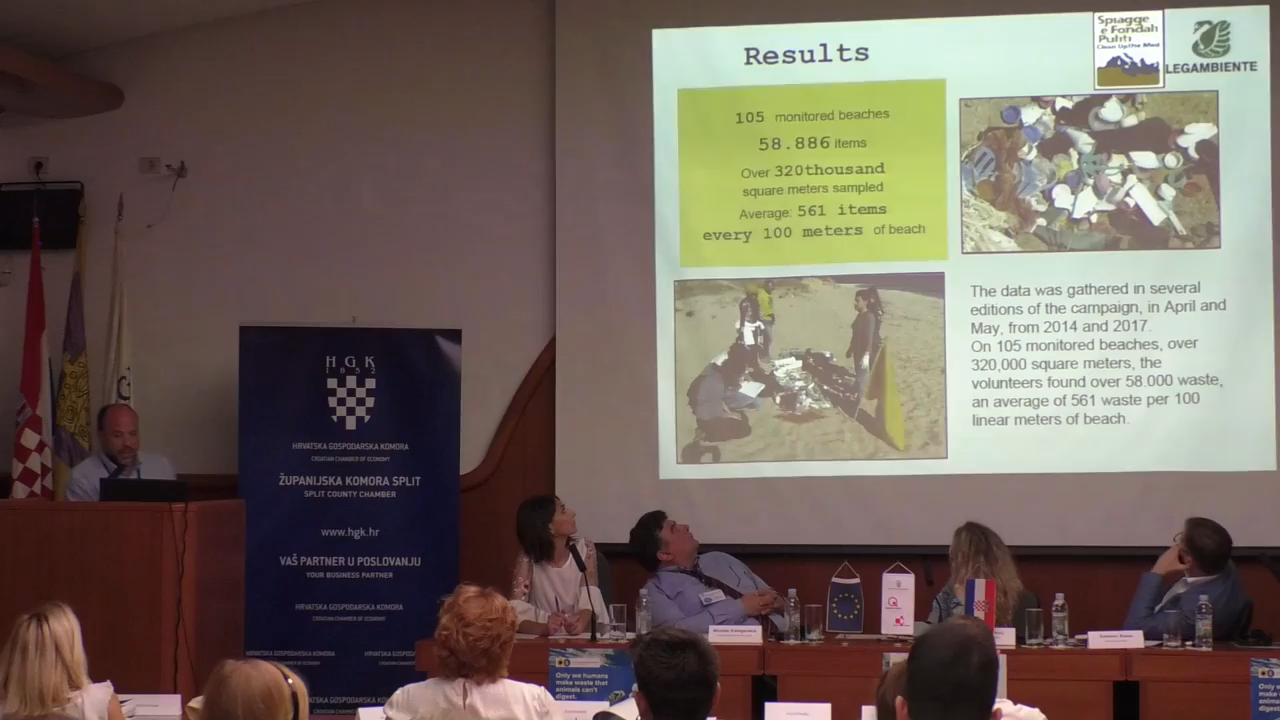 Results
Spiagge
e Fondali
Puliti
Clean Up the Med
LEGAMBIENTE
105 monitored beaches
58.886 items
Over 320thousand
square meters sampled
Average: 561 items
every 100 meters of beach
The data was gathered in several
editions of the campaign, in April and
May, from 2014 and 2017.
On 105 monitored beaches, over
320,000 square meters, the
volunteers found over 58.000 waste,
an average of 561 waste per 100
linear meters of beach.
HGK
1852
HRVATSKA GOSPODARSKA KOMORA
CROATIAN CHAMBER OF ECONOMY
ŽUPANIJSKA KOMORA SPLIT
SPLIT COUNTY CHAMBER
www.hgk.hr
VAŠ PARTNER U POSLOVANJU
YOUR BUSINESS PARTNER
HRVATSKA GOSPODARSKA KOMORA
HRVATSKA GOSPODARSKA KOMORA
Only we humans
make waste that
animals can't
digest.